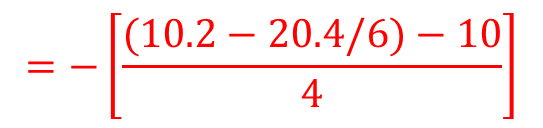 = − [(10.2 − 20.4/6) − 10 / 4]